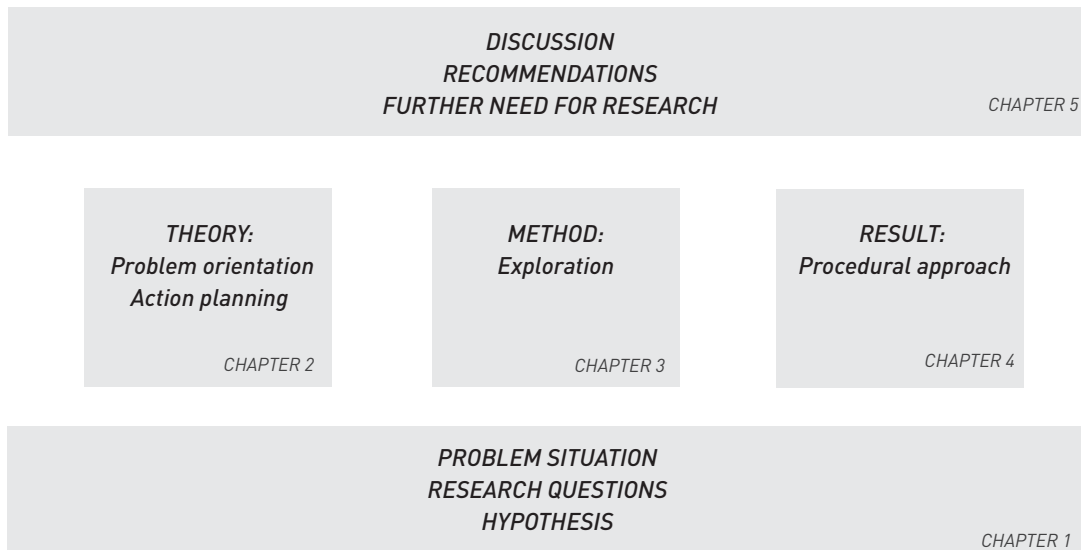 DISCUSSION
RECOMMENDATIONS
FURTHER NEED FOR RESEARCH
CHAPTER 5
THEORY:
Problem orientation
Action planning
CHAPTER 2
METHOD:
Exploration
CHAPTER 3
RESULT:
Procedural approach
CHAPTER 4
PROBLEM SITUATION
RESEARCH QUESTIONS
HYPOTHESIS
CHAPTER 1